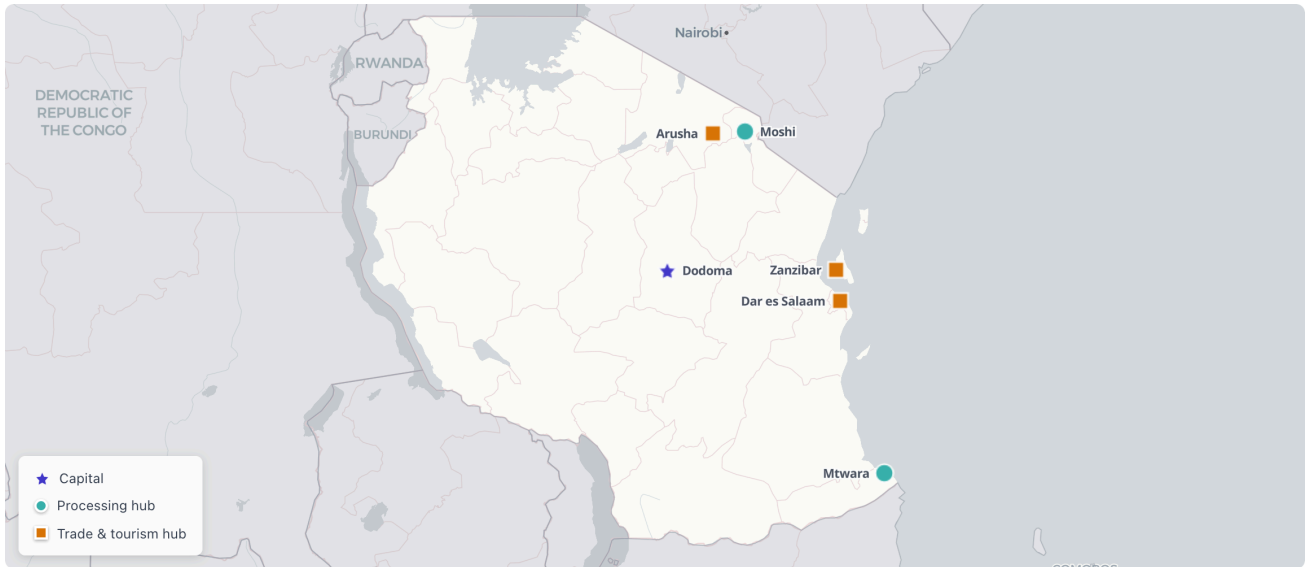 Nairobi
RWANDA
DEMOCRATIC
REPUBLIC OF
THE CONGO
BURUNDI
Arusha
Moshi
Dodoma
Zanzibar
Dar es Salaam
Mtwara
Capital
Processing hub
Trade & tourism hub